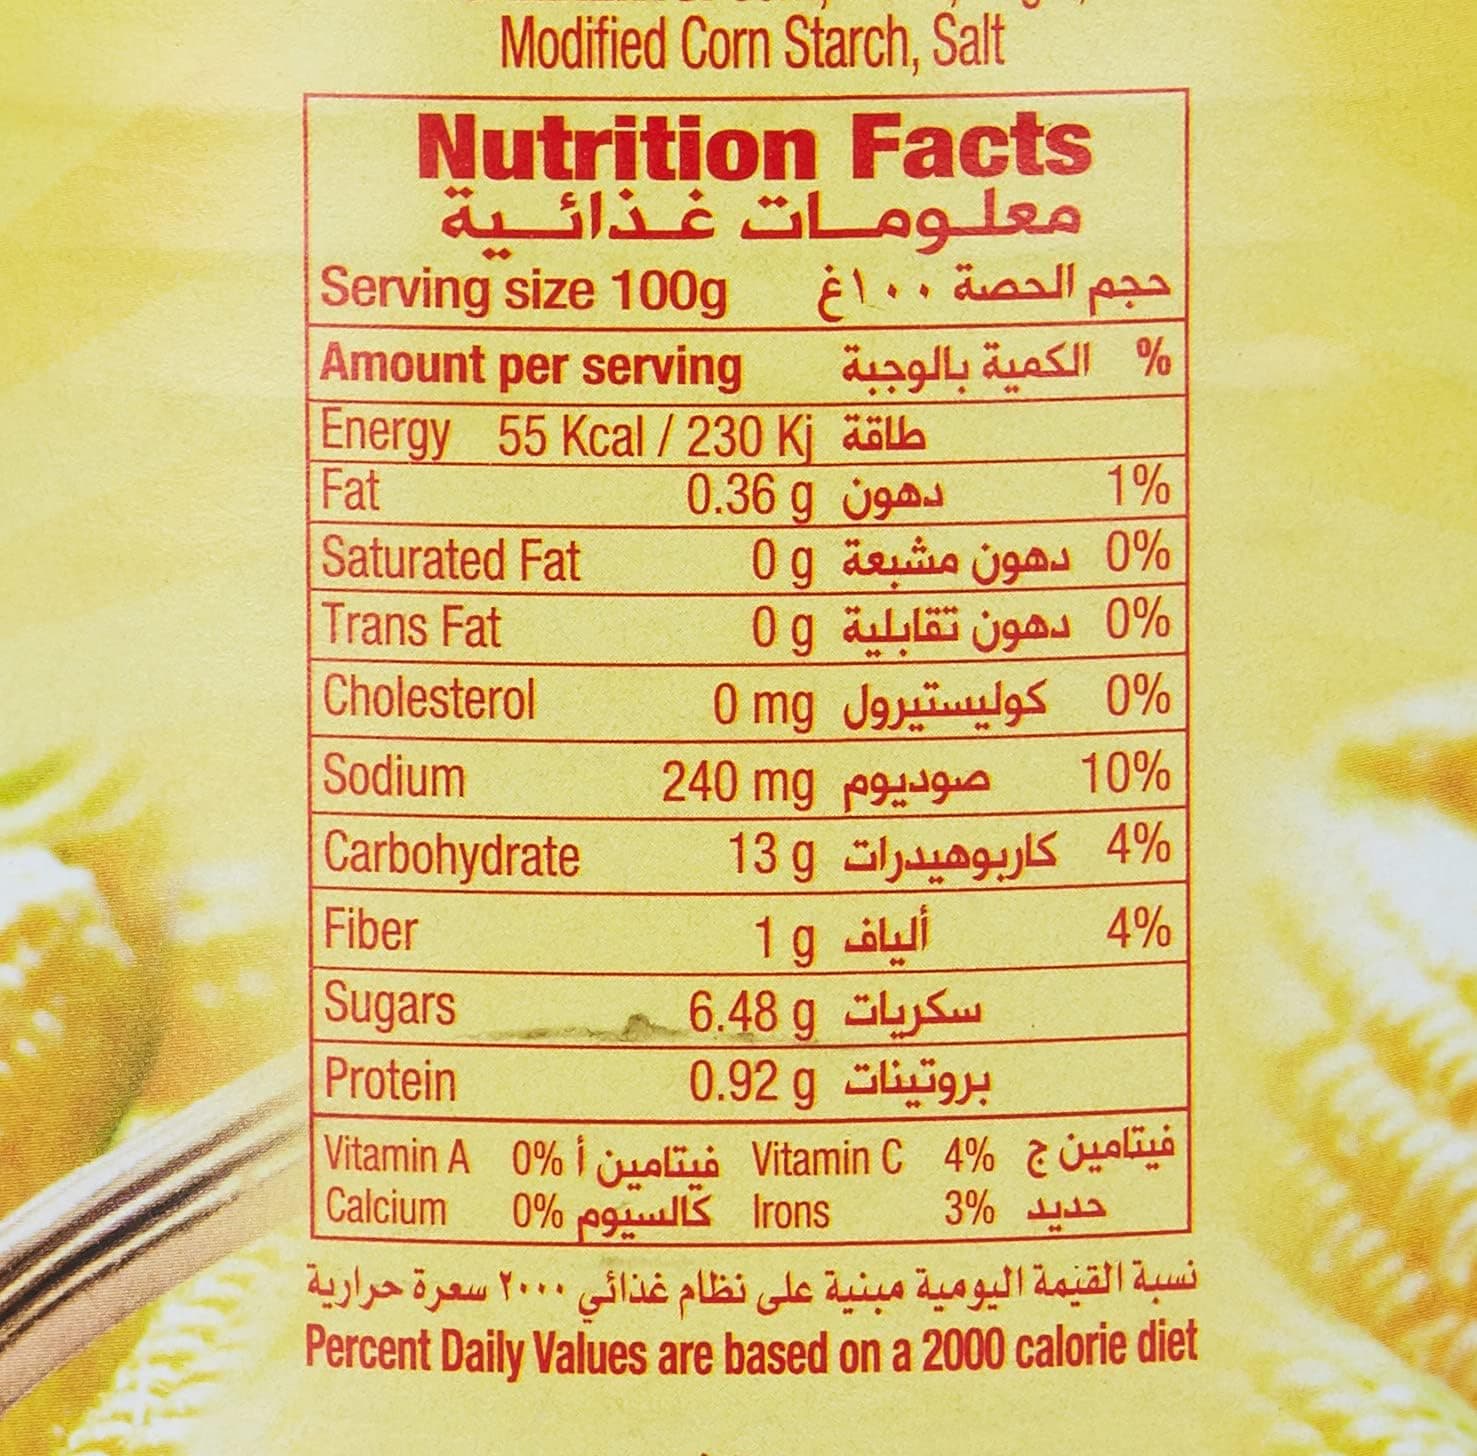 Modified Corn Starch, Salt
Nutrition Facts
معلومات غذائية
Serving size 100g حجم الحصة ١٠٠غ
Amount per serving الكمية بالوجبة %
Energy 55 Kcal / 230 Kj طاقة
Fat 0.36 g دهون 1%
Saturated Fat 0 g دهون مشبعة 0%
Trans Fat 0 g دهون تقابلية 0%
Cholesterol 0 mg كوليستيرول 0%
Sodium 240 mg صوديوم 10%
Carbohydrate 13 g كاربوهيدرات 4%
Fiber 1 g ألياف 4%
Sugars 6.48 g سكريات
Protein 0.92 g بروتينات
Vitamin A 0% فيتامين أ Vitamin C 4% فيتامين ج
Calcium 0% كالسيوم Irons 3% حديد
نسبة القيمة اليومية مبنية على نظام غذائي ٢٠٠٠ سعرة حرارية
Percent Daily Values are based on a 2000 calorie diet